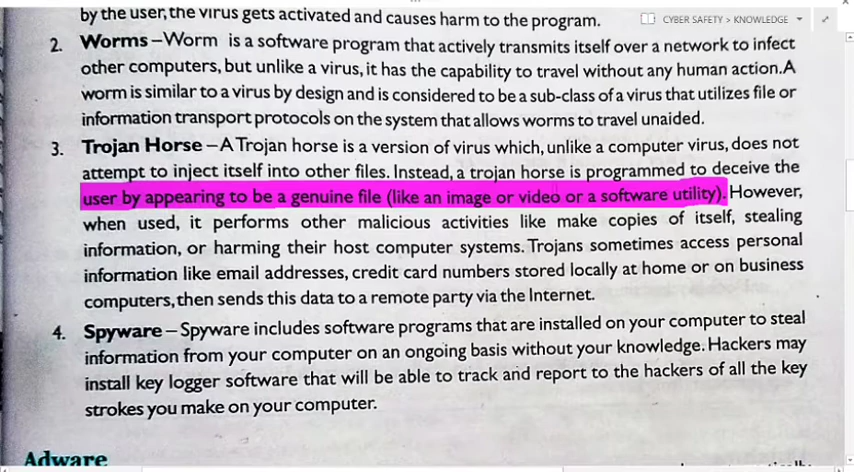 by the user, the virus gets activated and causes harm to the program.
CYBER SAFETY > KNOWLEDGE
2. Worms – Worm is a software program that actively transmits itself over a network to infect
other computers, but unlike a virus, it has the capability to travel without any human action. A
worm is similar to a virus by design and is considered to be a sub-class of a virus that utilizes file or
information transport protocols on the system that allows worms to travel unaided.
3. Trojan Horse – A Trojan horse is a version of virus which, unlike a computer virus, does not
attempt to inject itself into other files. Instead, a trojan horse is programmed to deceive the
user by appearing to be a genuine file (like an image or video or a software utility). However,
when used, it performs other malicious activities like make copies of itself, stealing
information, or harming their host computer systems. Trojans sometimes access personal
information like email addresses, credit card numbers stored locally at home or on business
computers, then sends this data to a remote party via the Internet.
4. Spyware – Spyware includes software programs that are installed on your computer to steal
information from your computer on an ongoing basis without your knowledge. Hackers may
install key logger software that will be able to track and report to the hackers of all the key
strokes you make on your computer.
Adware